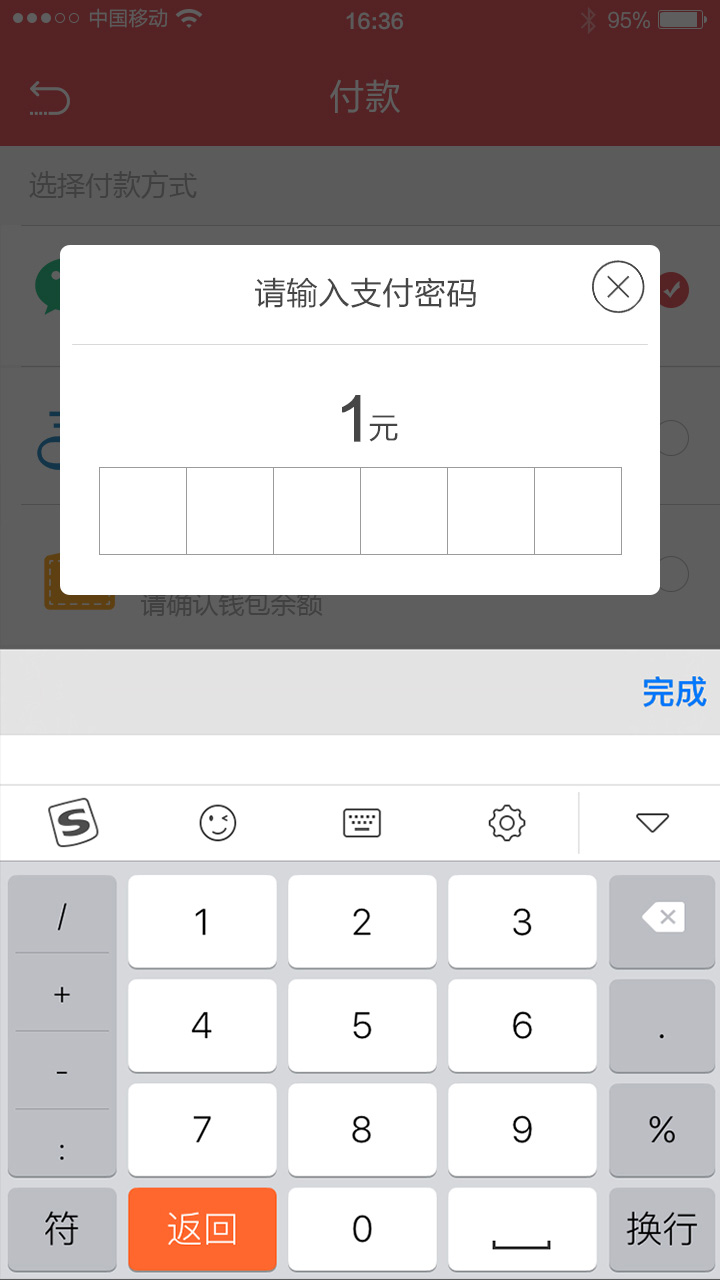 中国移动 16:36 95%
付款
选择付款方式
请输入支付密码
1元
请确认钱包余额
完成
/ 1 2 3
+ 4 5 6 .
- 7 8 9 %
:
符 返回 0 换行